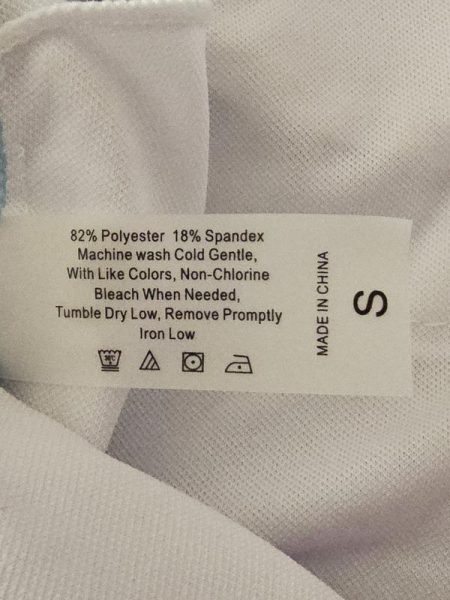 82% Polyester 18% Spandex
Machine wash Cold Gentle,
With Like Colors, Non-Chlorine
Bleach When Needed,
Tumble Dry Low, Remove Promptly
Iron Low
30°C
MADE IN CHINA
S